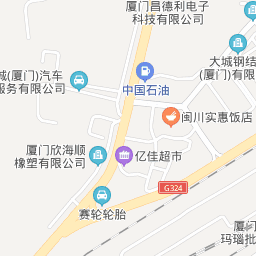 厦门昌德利电子
科技有限公司
大城钢结
(厦门)有限
城(厦门)汽车
服务有限公司
中国石油
闽川实惠饭店
厦门欣海顺
橡塑有限公司
亿佳超市
G324
赛轮轮胎
厦门
玛瑙批